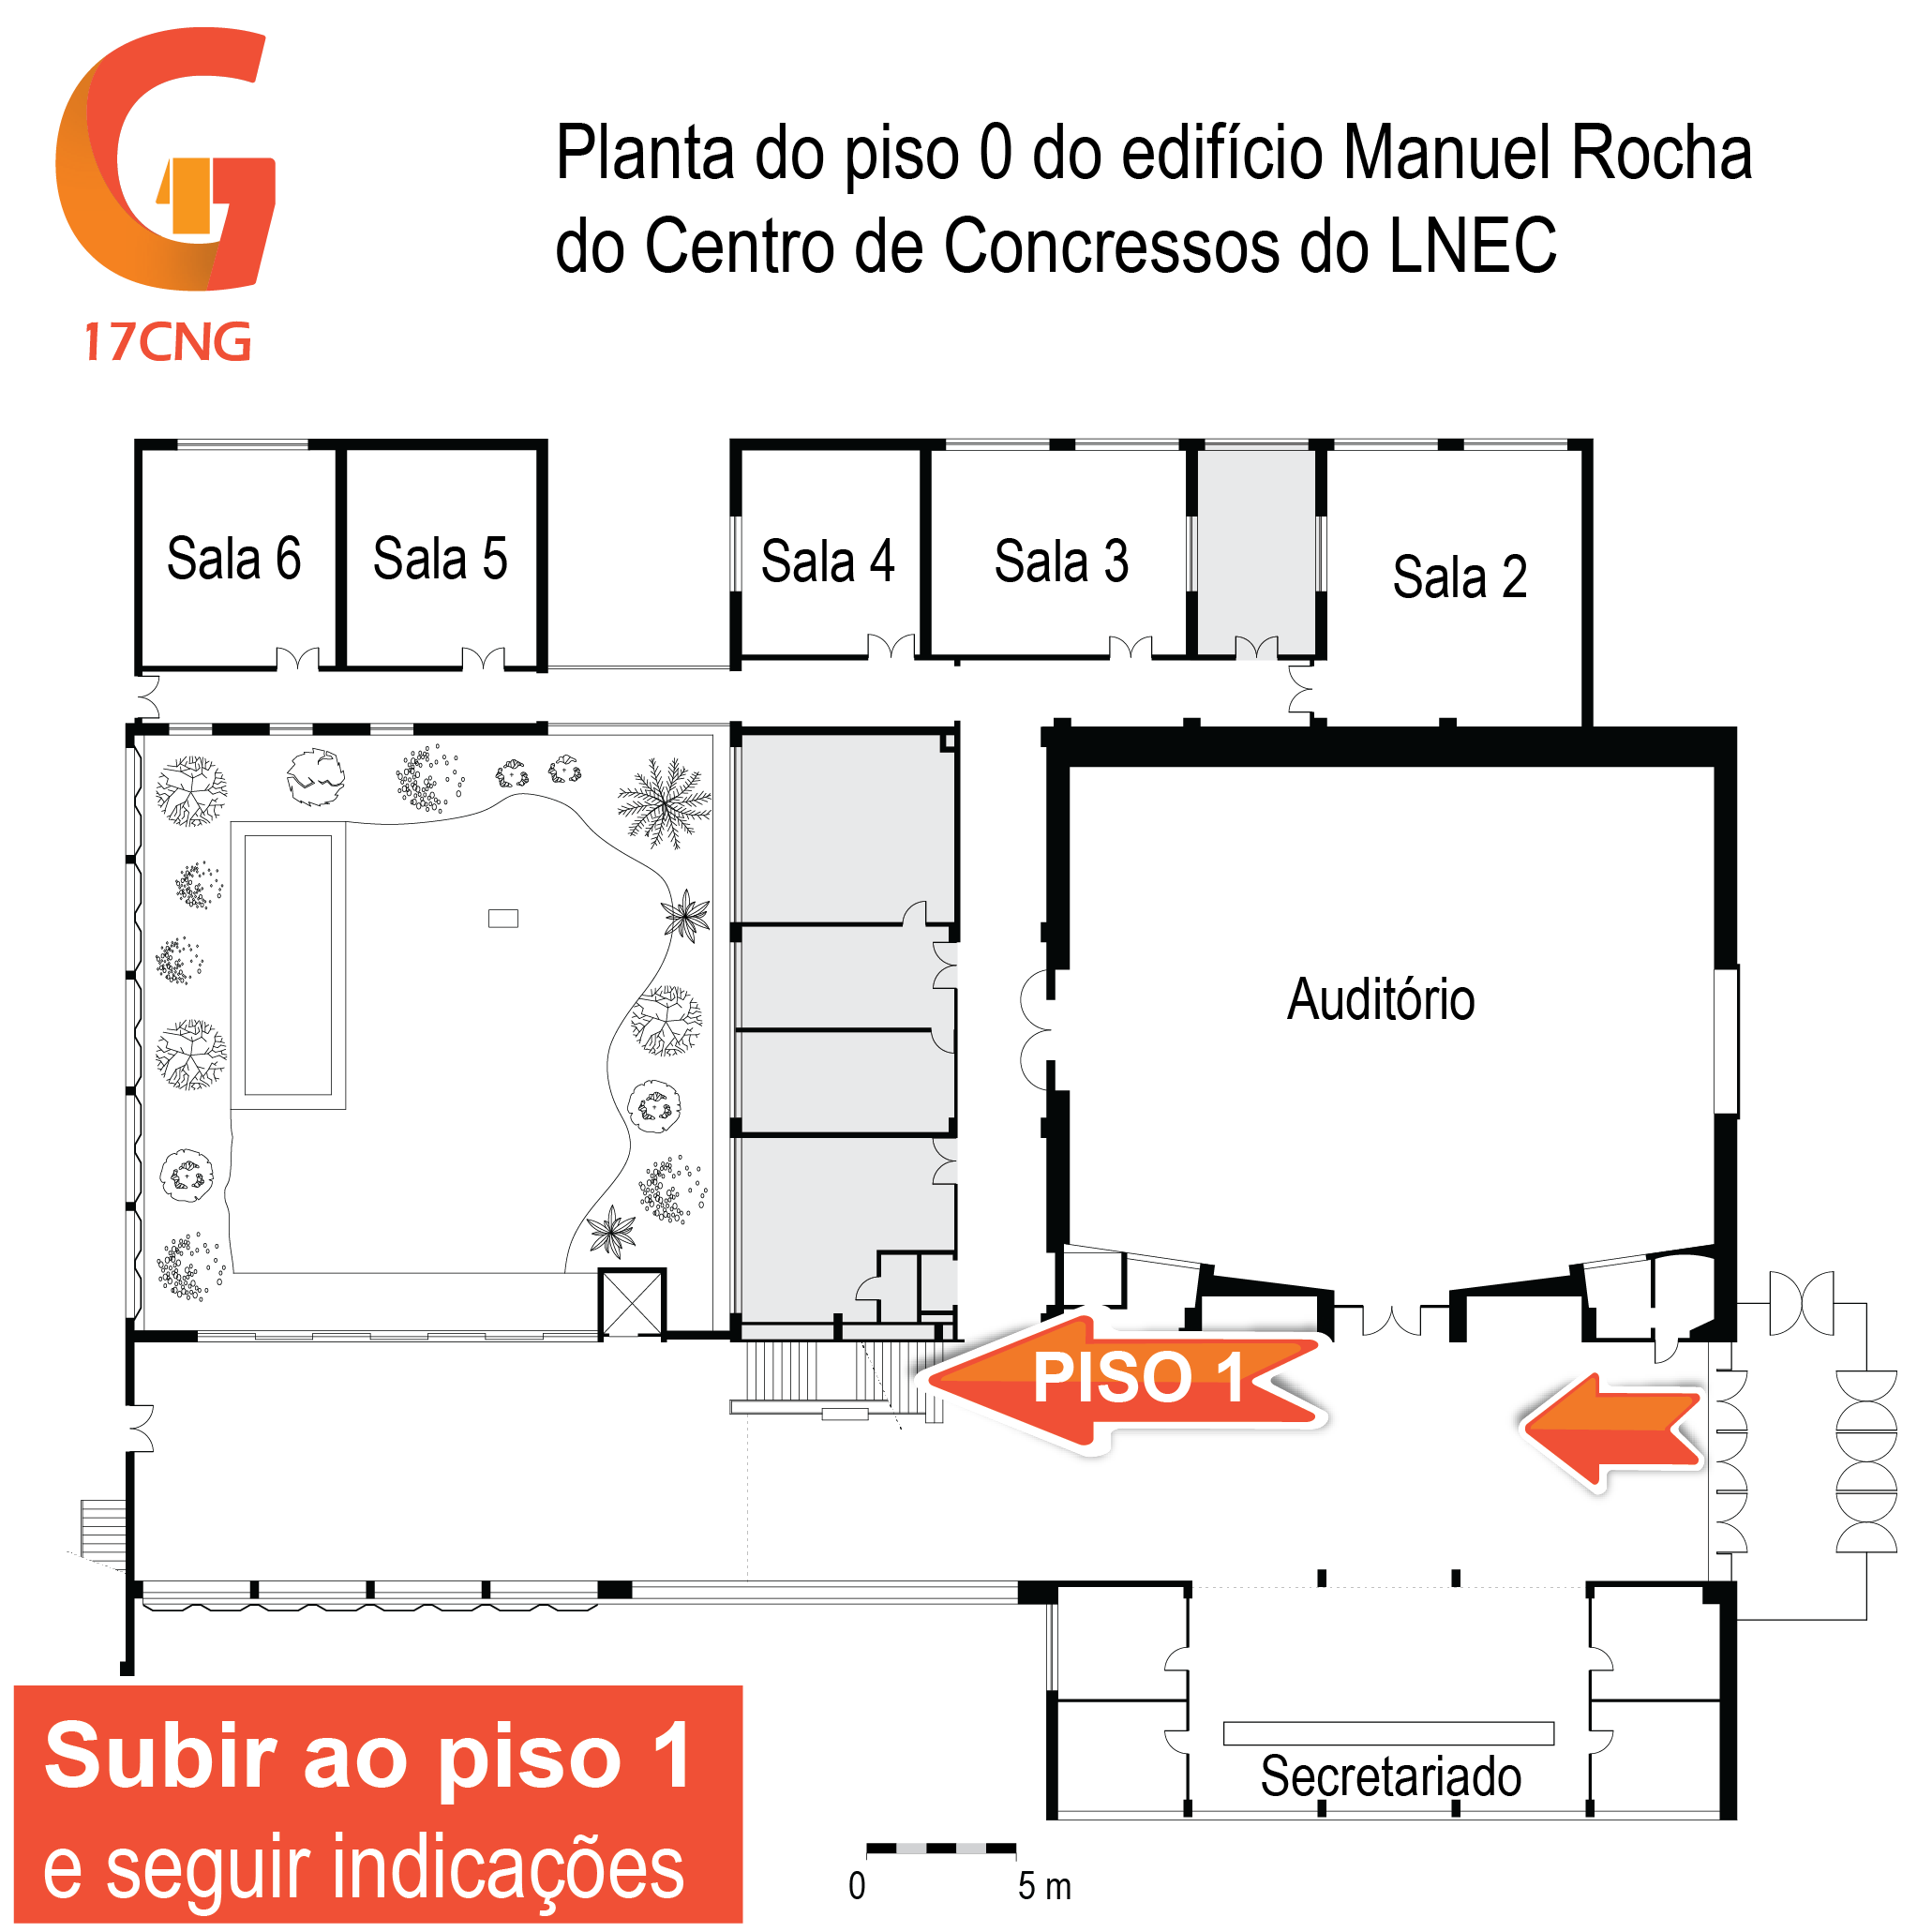 17CNG
Planta do piso 0 do edifício Manuel Rocha
do Centro de Concressos do LNEC
Sala 6
Sala 5
Sala 4
Sala 3
Sala 2
Auditório
PISO 1
Secretariado
Subir ao piso 1
e seguir indicações
0
5 m